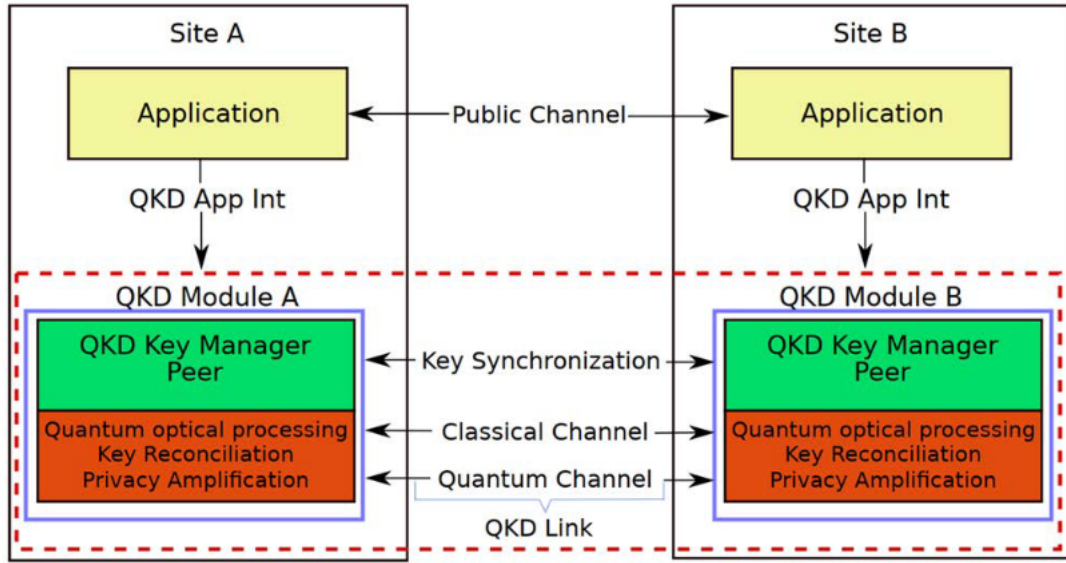 Site A
Site B
Application
Public Channel
Application
QKD App Int
QKD App Int
QKD Module A
QKD Module B
QKD Key Manager
Peer
Key Synchronization
QKD Key Manager
Peer
Quantum optical processing
Key Reconciliation
Privacy Amplification
Classical Channel
Quantum Channel
Quantum optical processing
Key Reconciliation
Privacy Amplification
QKD Link